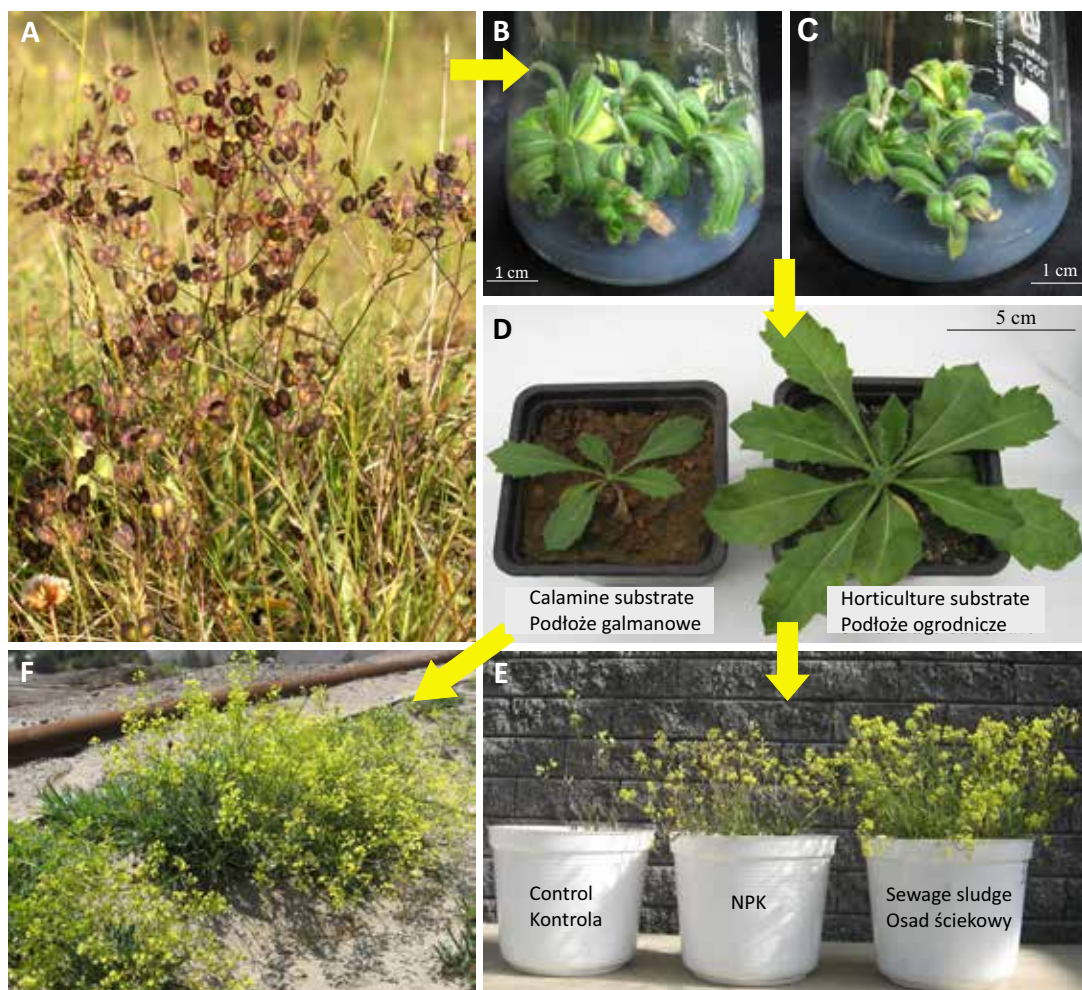 A
B
C
1 cm
1 cm
D
5 cm
Calamine substrate
Podłoże galmanowe
Horticulture substrate
Podłoże ogrodnicze
F
E
Control
Kontrola
NPK
Sewage sludge
Osad ściekowy